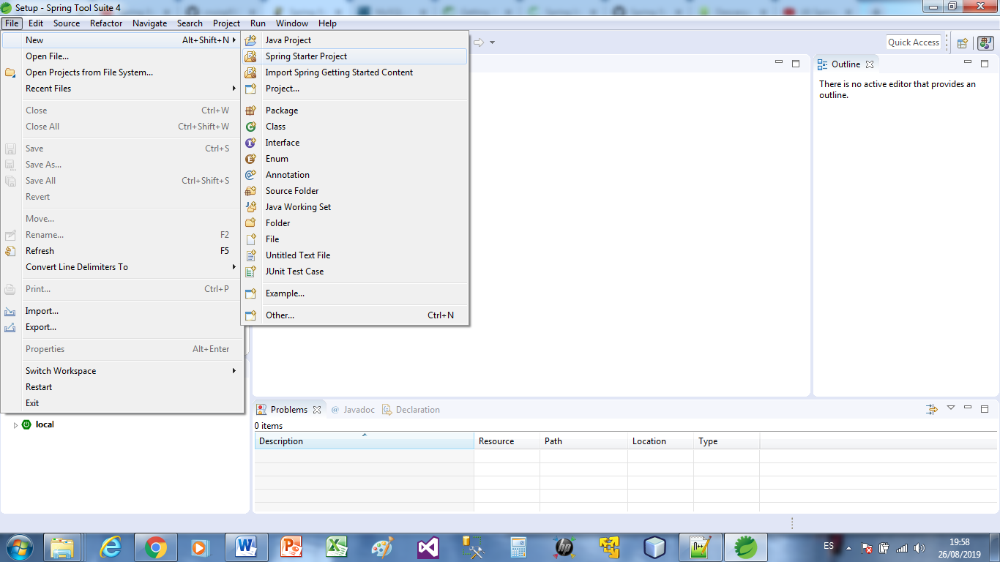 Setup - Spring Tool Suite 4
File Edit Source Refactor Navigate Search Project Run Window Help
New Alt+Shift+N
Open File...
Open Projects from File System...
Recent Files
Close Ctrl+W
Close All Ctrl+Shift+W
Save Ctrl+S
Save As...
Save All Ctrl+Shift+S
Revert
Move...
Rename... F2
Refresh F5
Convert Line Delimiters To
Print... Ctrl+P
Import...
Export...
Properties Alt+Enter
Switch Workspace
Restart
Exit
Java Project
Spring Starter Project
Import Spring Getting Started Content
Project...
Package
Class
Interface
Enum
Annotation
Source Folder
Java Working Set
Folder
File
Untitled Text File
JUnit Test Case
Example...
Other... Ctrl+N
Quick Access
Outline
There is no active editor that provides an
outline.
local
Problems @ Javadoc Declaration
0 items
Description Resource Path Location Type
ES
19:58
26/08/2019